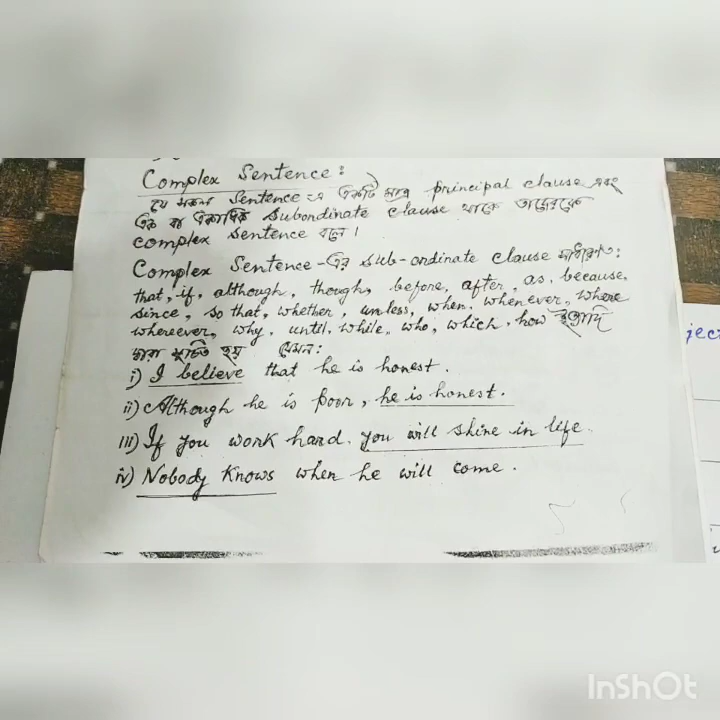 Complex Sentence:
যে সকল Sentence-এ একটি মাত্র principal clause এবং
এক বা একাধিক subordinate clause থাকে তাদেরকে
complex sentence বলে।
Complex Sentence-এর sub-ordinate clause সাধারণত:
that, if, although, though, before, after, as, because,
since, so that, whether, unless, when, whenever, where
whereever, why, until, while, who, which, how ইত্যাদি
দ্বারা সূচিত হয় যেমন:
i) I believe that he is honest.
ii) Although he is poor, he is honest.
III) If you work hard, you will shine in life.
iv) Nobody knows when he will come.
jec
InShOt